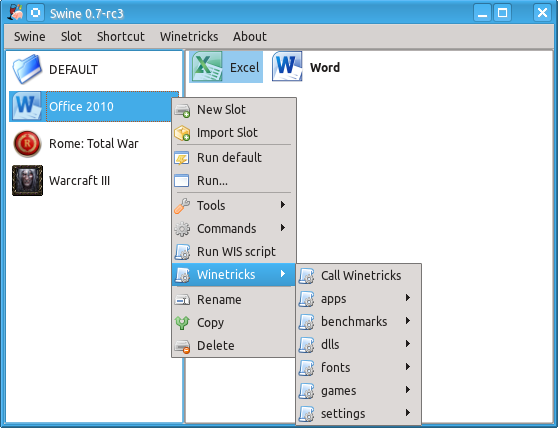 Swine 0.7-rc3
Swine Slot Shortcut Winetricks About
DEFAULT
Office 2010
Rome: Total War
Warcraft III
Excel Word
New Slot
Import Slot
Run default
Run...
Tools
Commands
Run WIS script
Winetricks
Rename
Copy
Delete
Call Winetricks
apps
benchmarks
dlls
fonts
games
settings